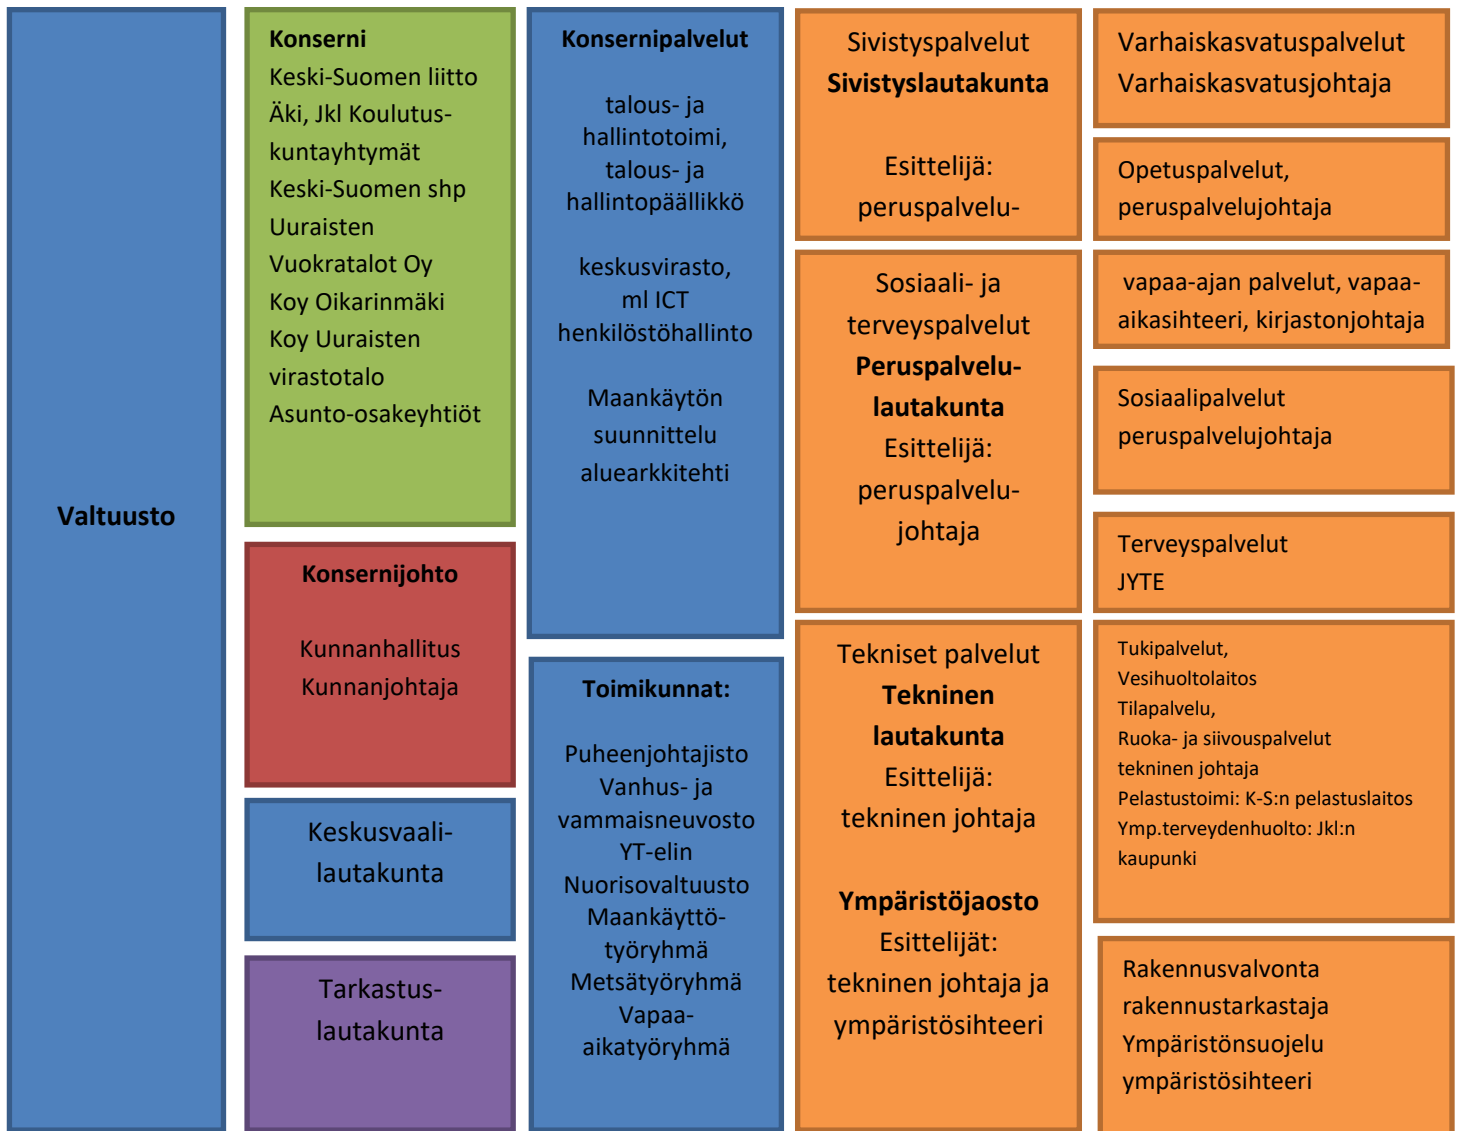 Valtuusto
Konserni
Keski-Suomen liitto
Äki, Jkl Koulutus-
kuntayhtymät
Keski-Suomen shp
Uuraisten
Vuokratalot Oy
Koy Oikarinmäki
Koy Uuraisten
virastotalo
Asunto-osakeyhtiöt
Konsernijohto
Kunnanhallitus
Kunnanjohtaja
Keskusvaali-
lautakunta
Tarkastus-
lautakunta
Konsernipalvelut
talous- ja
hallintotoimi,
talous- ja
hallintopäällikkö
keskusvirasto,
ml ICT
henkilöstöhallinto
Maankäytön
suunnittelu
aluearkkitehti
Toimikunnat:
Puheenjohtajisto
Vanhus- ja
vammaisneuvosto
YT-elin
Nuorisovaltuusto
Maankäyttö-
työryhmä
Metsätyöryhmä
Vapaa-
aikatyöryhmä
Sivistyspalvelut
Sivistyslautakunta
Esittelijä:
peruspalvelu-
Sosiaali- ja
terveyspalvelut
Peruspalvelu-
lautakunta
Esittelijä:
peruspalvelu-
johtaja
Tekniset palvelut
Tekninen
lautakunta
Esittelijä:
tekninen johtaja
Ympäristöjaosto
Esittelijät:
tekninen johtaja ja
ympäristösihteeri
Varhaiskasvatuspalvelut
Varhaiskasvatusjohtaja
Opetuspalvelut,
peruspalvelujohtaja
vapaa-ajan palvelut, vapaa-
aikasihteeri, kirjastonjohtaja
Sosiaalipalvelut
peruspalvelujohtaja
Terveyspalvelut
JYTE
Tukipalvelut,
Vesihuoltolaitos
Tilapalvelu,
Ruoka- ja siivouspalvelut
tekninen johtaja
Pelastustoimi: K-S:n pelastuslaitos
Ymp.terveydenhuolto: Jkl:n
kaupunki
Rakennusvalvonta
rakennustarkastaja
Ympäristönsuojelu
ympäristösihteeri